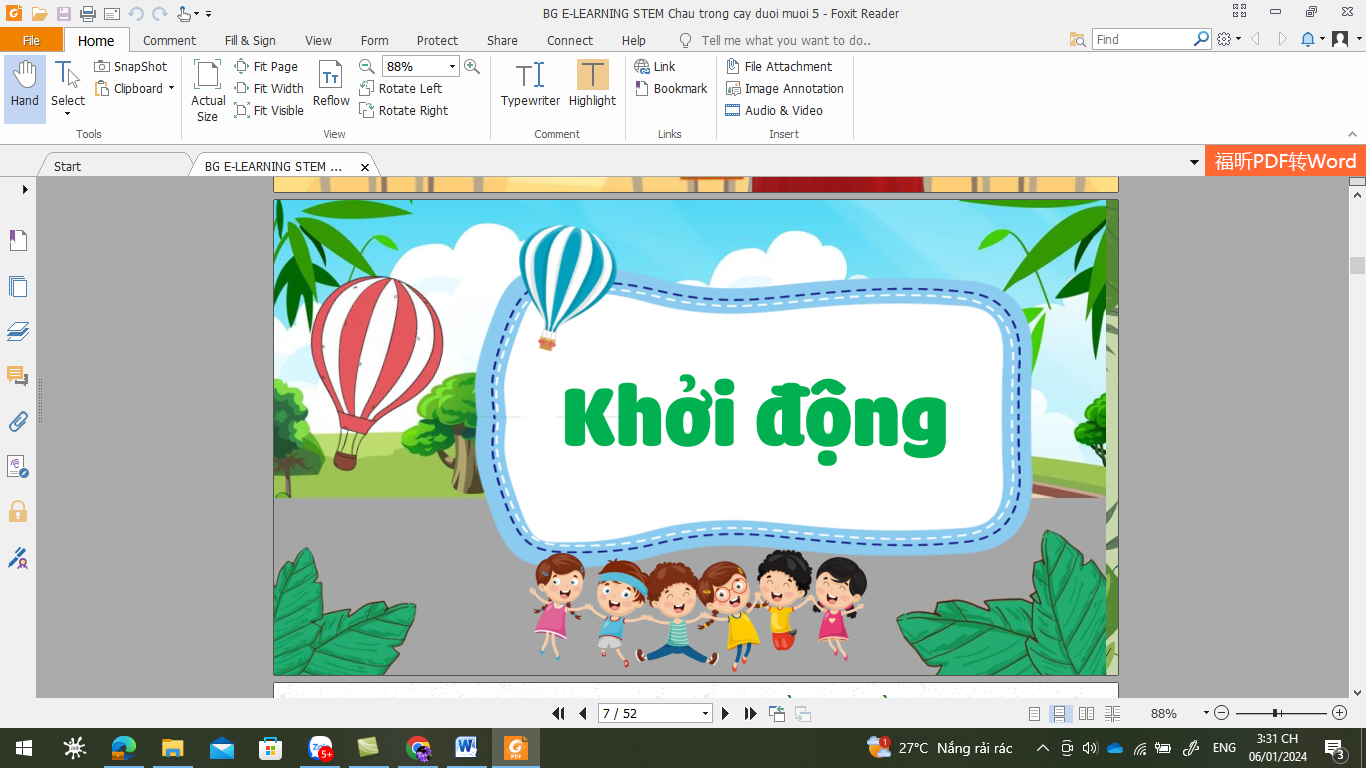 BG E-LEARNING STEM Chau trong cay duoi muoi 5 - Foxit Reader
File Home Comment Fill & Sign View Form Protect Share Connect Help Tell me what you want to do.. Find
Hand
Select
SnapShot
Clipboard
Tools
Actual Size
Fit Page
Fit Width
Fit Visible
Reflow
88%
Rotate Left
Rotate Right
View
Typewriter
Highlight
Comment
Link
Bookmark
Links
File Attachment
Image Annotation
Audio & Video
Insert
Start
BG E-LEARNING STEM ...
福昕PDF转Word
Khởi động
7 / 52
88%
27°C Nắng rải rác
ENG
3:31 CH
06/01/2024
Zalo
5+
1
3